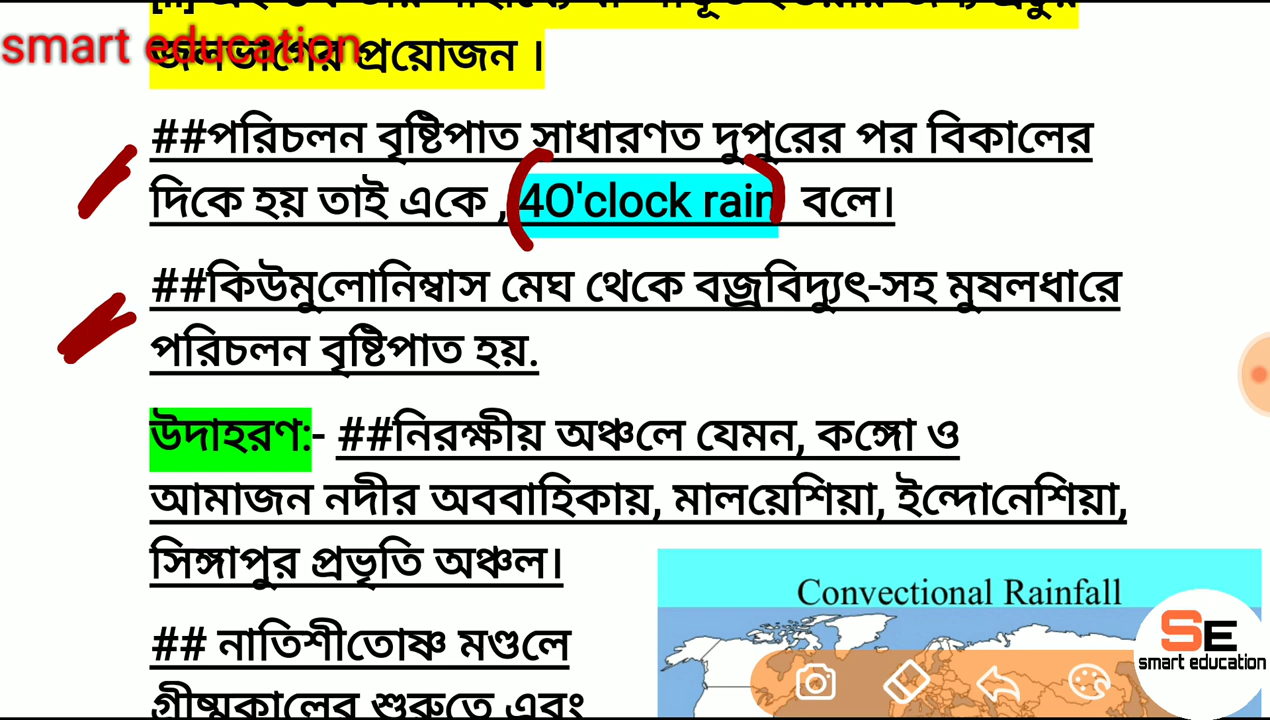 smart education
জলভাগের প্রয়োজন ।
##পরিচলন বৃষ্টিপাত সাধারণত দুপুরের পর বিকালের
দিকে হয় তাই একে , 4O'clock rain বলে।
##কিউমুলোনিম্বাস মেঘ থেকে বজ্রবিদ্যুৎ-সহ মুষলধারে
পরিচলন বৃষ্টিপাত হয়.
উদাহরণ:- ##নিরক্ষীয় অঞ্চলে যেমন, কঙ্গো ও
আমাজন নদীর অববাহিকায়, মালয়েশিয়া, ইন্দোনেশিয়া,
সিঙ্গাপুর প্রভৃতি অঞ্চল।
## নাতিশীতোষ্ণ মণ্ডলে
গ্রীষ্মকালের শুরুতে এবং
Convectional Rainfall
SE
smart education